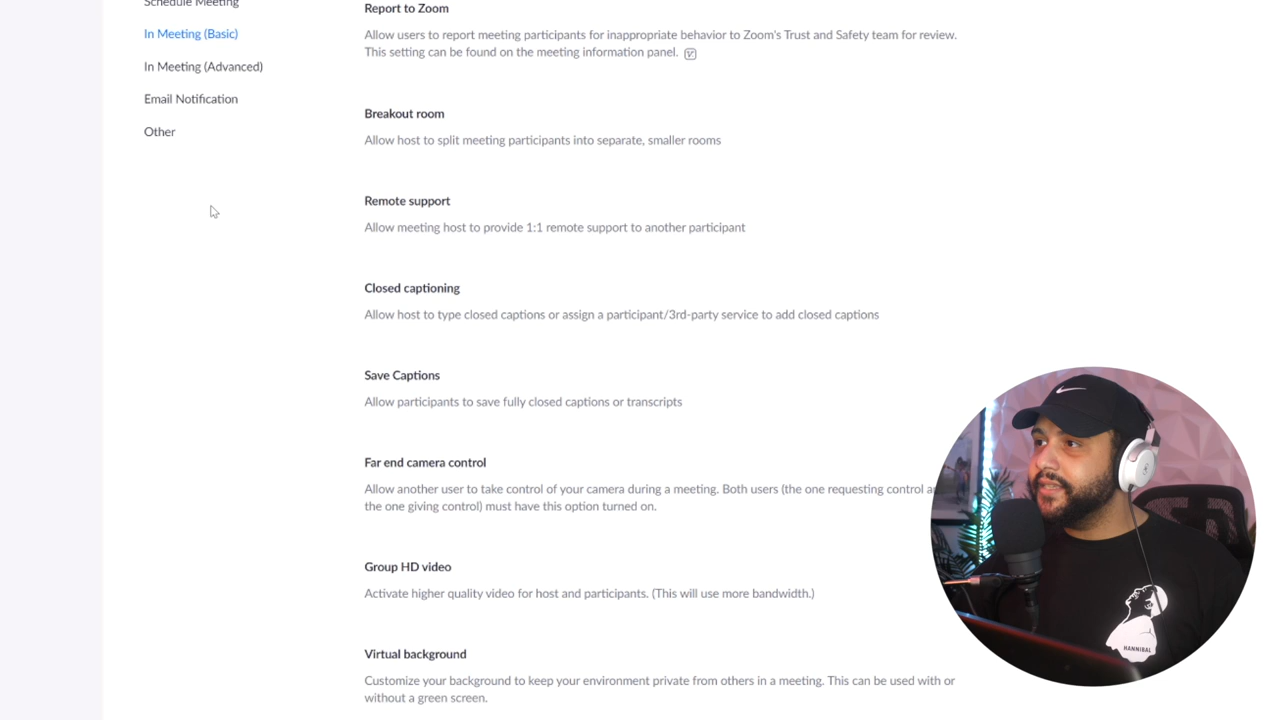 Schedule Meeting
In Meeting (Basic)
In Meeting (Advanced)
Email Notification
Other
Report to Zoom
Allow users to report meeting participants for inappropriate behavior to Zoom's Trust and Safety team for review.
This setting can be found on the meeting information panel.
Breakout room
Allow host to split meeting participants into separate, smaller rooms
Remote support
Allow meeting host to provide 1:1 remote support to another participant
Closed captioning
Allow host to type closed captions or assign a participant/3rd-party service to add closed captions
Save Captions
Allow participants to save fully closed captions or transcripts
Far end camera control
Allow another user to take control of your camera during a meeting. Both users (the one requesting control
the one giving control) must have this option turned on.
Group HD video
Activate higher quality video for host and participants. (This will use more bandwidth.)
Virtual background
Customize your background to keep your environment private from others in a meeting. This can be used with or
without a green screen.
HANNIBAL